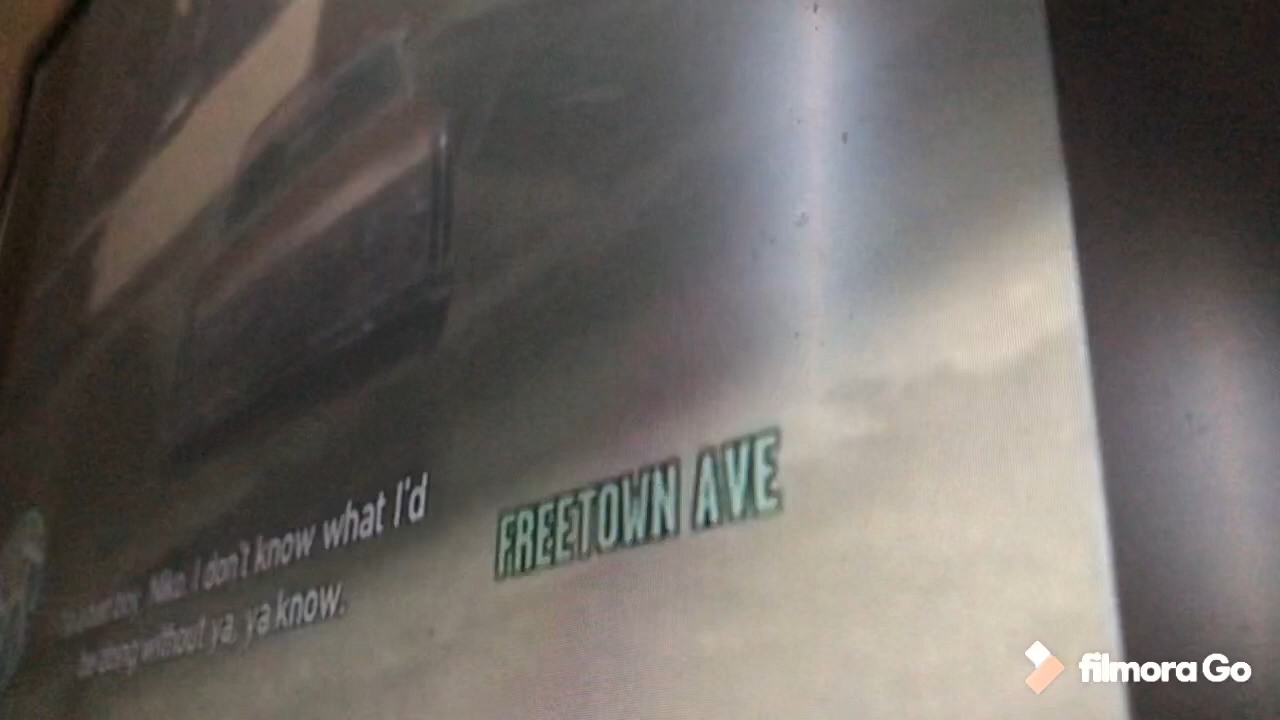 Niko. I don't know what I'd
be doing without ya, ya know.
FREETOWN AVE
filmora Go